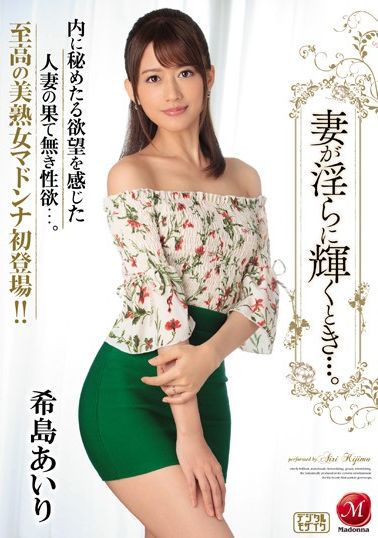 内に秘めたる欲望を感じた
人妻の果て無き性欲…。
至高の美熟女マドンナ初登場!!
妻が淫らに輝くとき…。
希島あいり
performed by Airi Kijima
デジタル
モザイク
M
Madonna